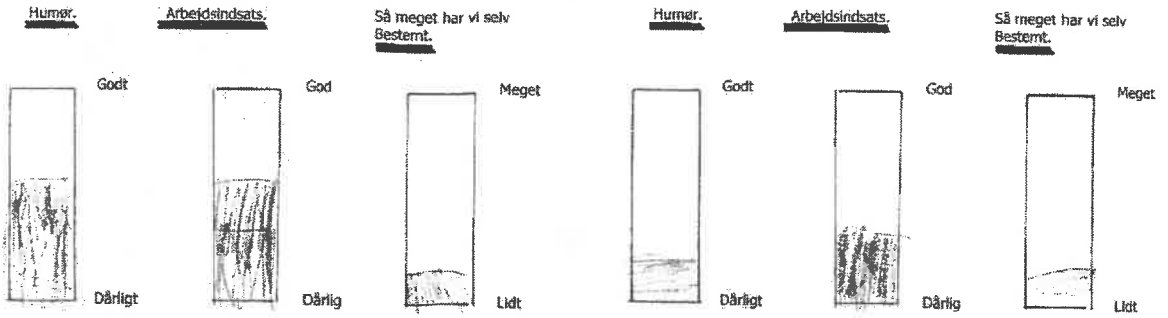 Humør.
Arbejdsindsats.
Så meget har vi selv
Bestemt.
Godt
Dårligt
God
Dårlig
Meget
Lidt
Humør.
Arbejdsindsats.
Så meget har vi selv
Bestemt.
Godt
Dårligt
God
Dårlig
Meget
Lidt